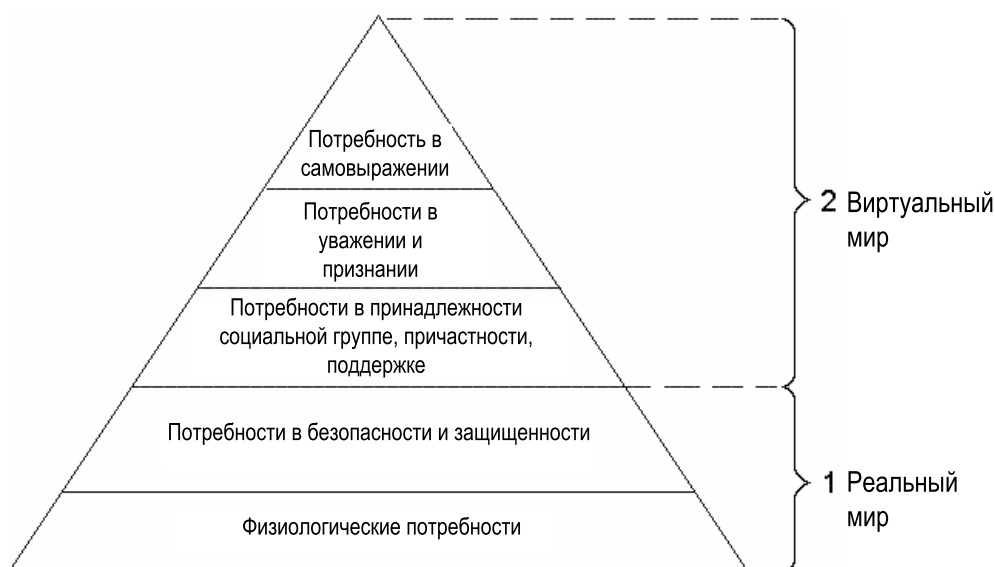 Потребность в
самовыражении
Потребности в
уважении и
признании
Потребности в принадлежности
социальной группе, причастности,
поддержке
Потребности в безопасности и защищенности
Физиологические потребности
2 Виртуальный
мир
1 Реальный
мир